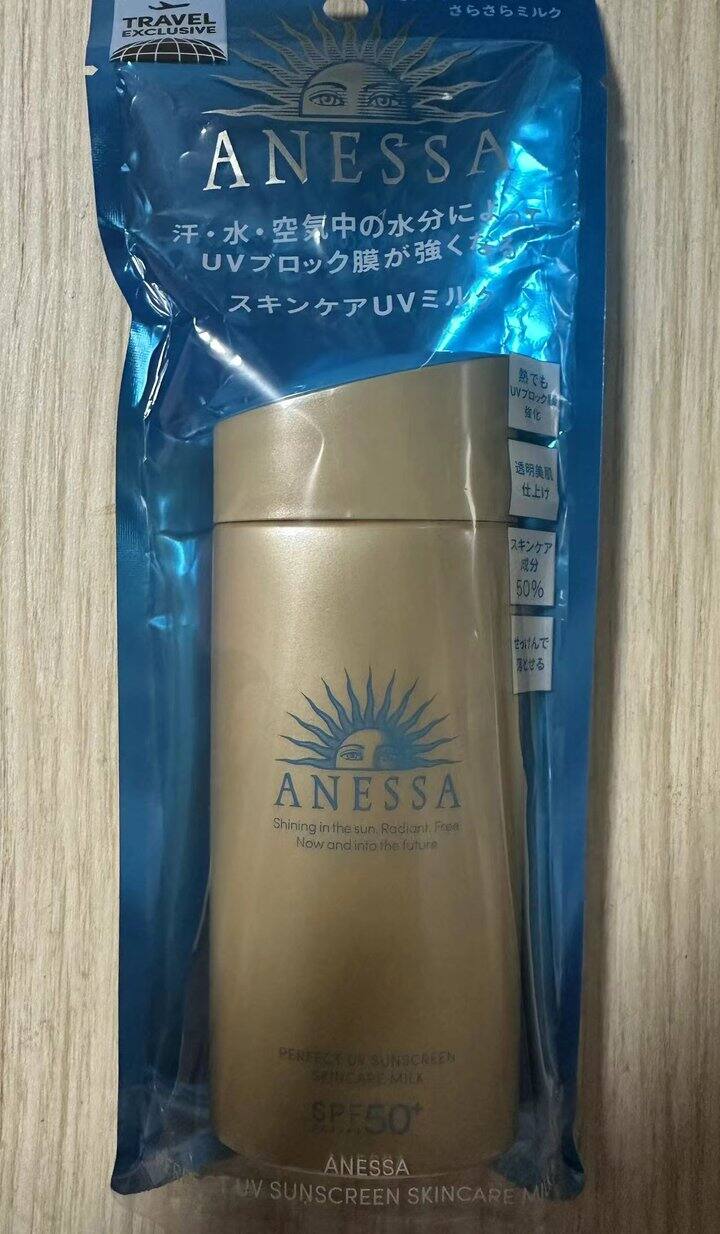 TRAVEL
EXCLUSIVE
さらさらミルク
ANESSA
汗・水・空気中の水分によって
UVブロック膜が強くなる
スキンケアUVミルク
熱でも
UVブロック膜
強化
透明美肌
仕上げ
スキンケア
成分
50%
せっけんで
落とせる
ANESSA
Shining in the sun. Radiant. Free
Now and into the future
PERFECT UV SUNSCREEN
SKINCARE MILK
SPF50+
ANESSA
PERFECT UV SUNSCREEN SKINCARE MILK